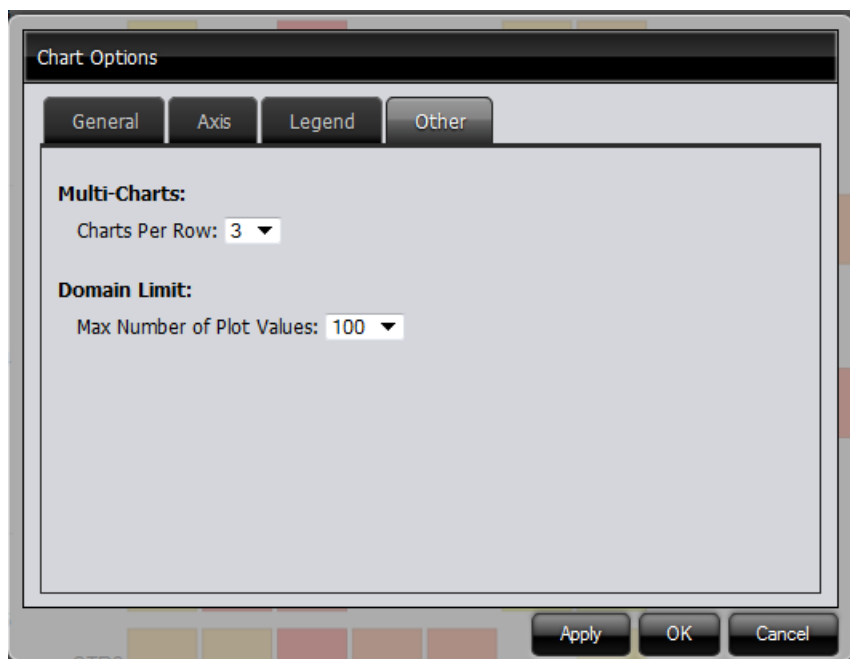 Chart Options
General Axis Legend Other
Multi-Charts:
Charts Per Row: 3
Domain Limit:
Max Number of Plot Values: 100
Apply OK Cancel